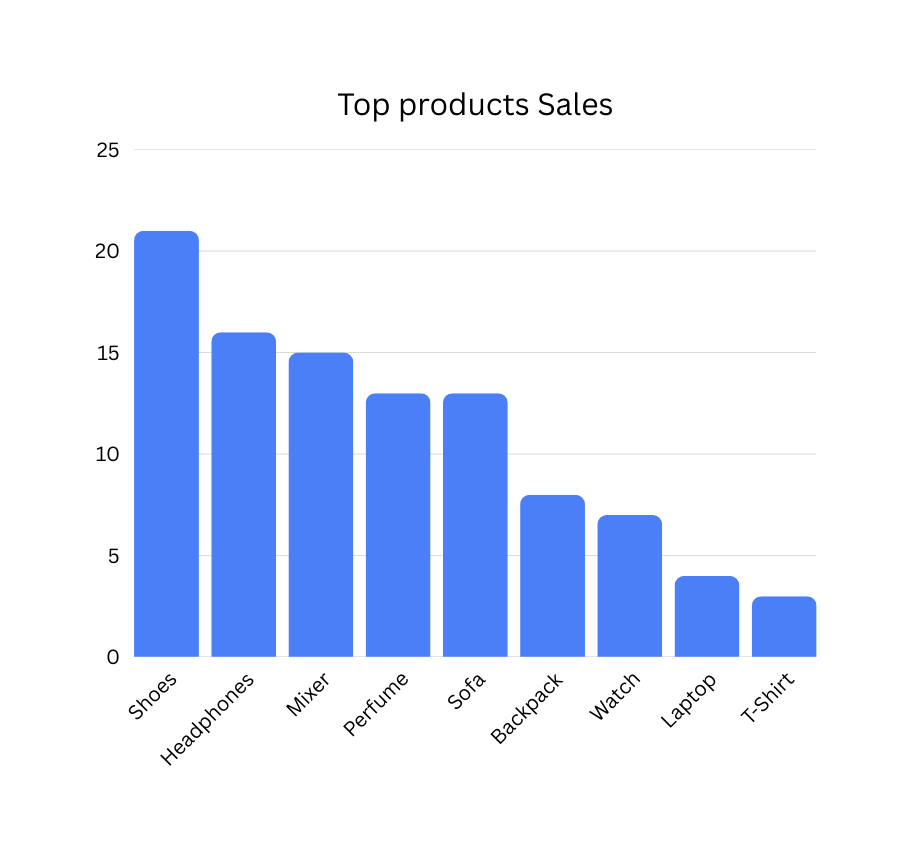 Top products Sales
25
20
15
10
5
0
Shoes
Headphones
Mixer
Perfume
Sofa
Backpack
Watch
Laptop
T-Shirt